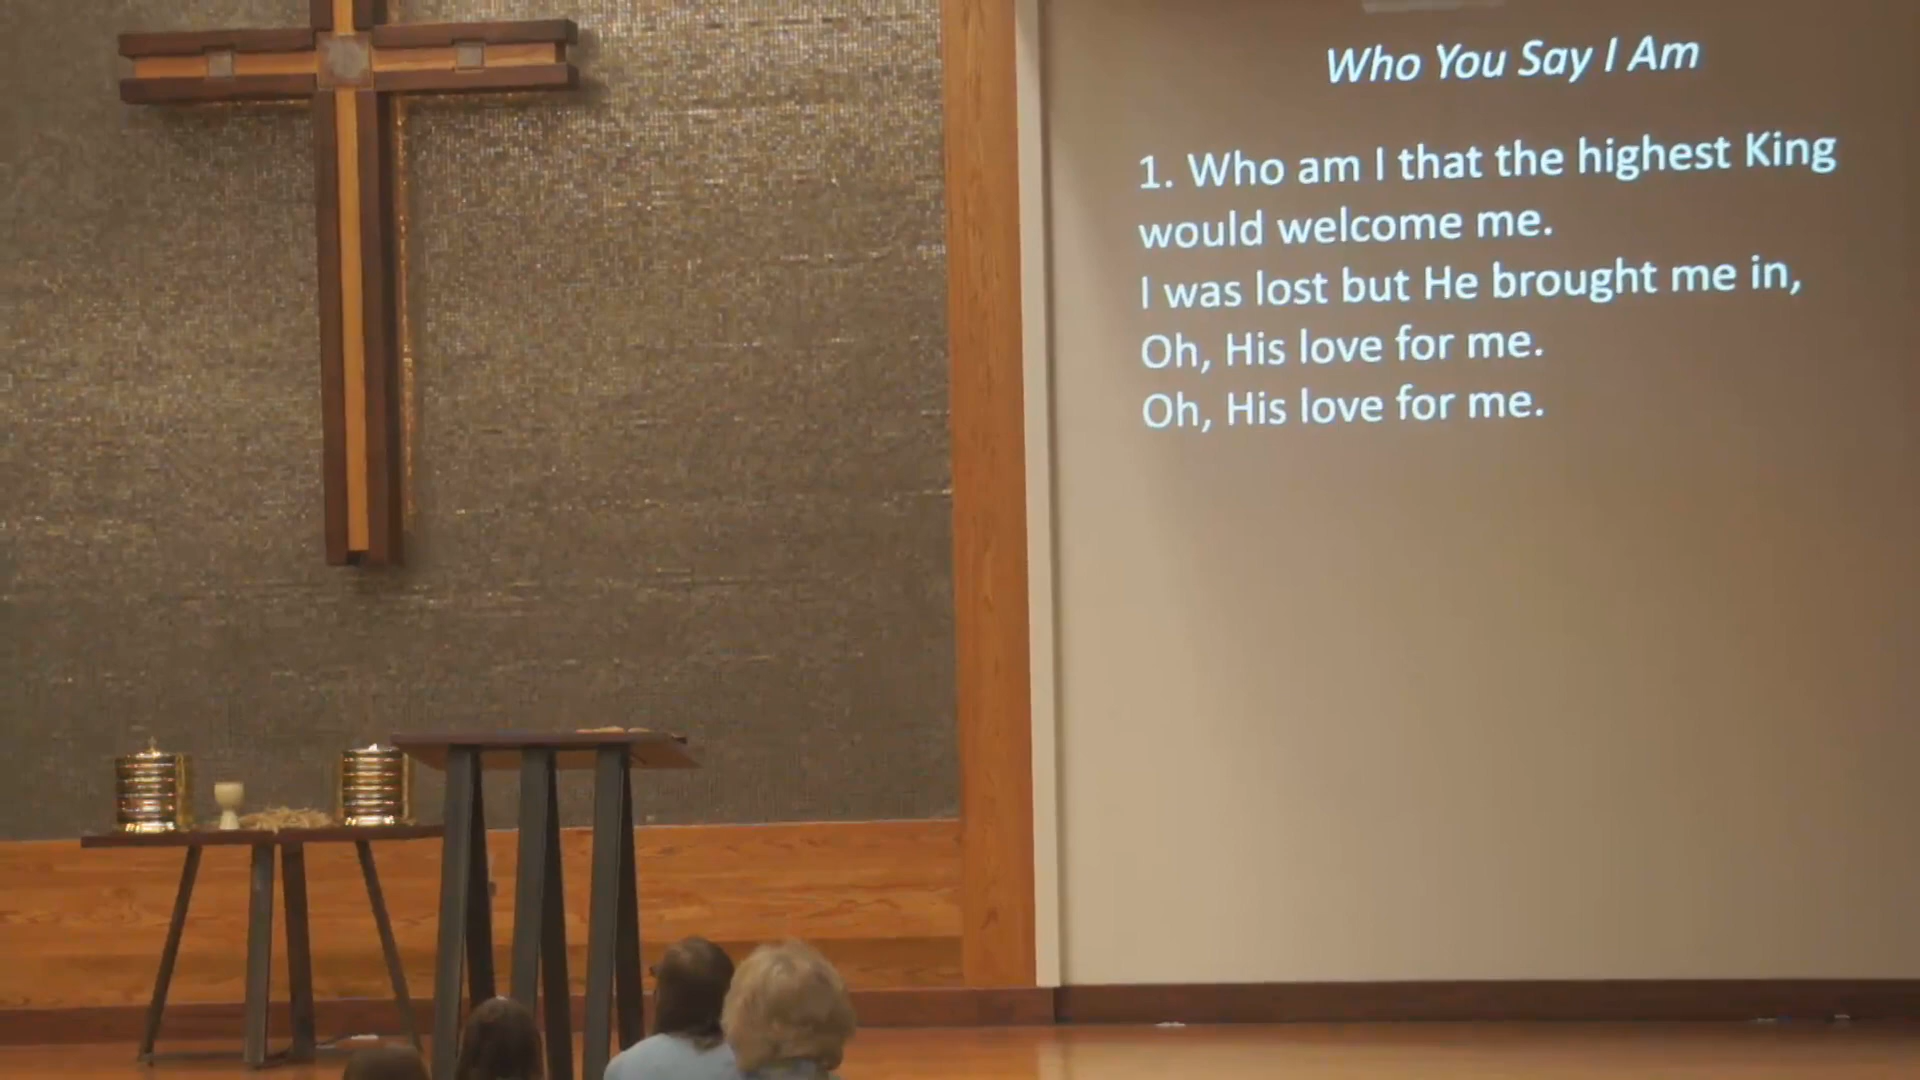 Who You Say I Am
1. Who am I that the highest King
would welcome me.
I was lost but He brought me in,
Oh, His love for me.
Oh, His love for me.